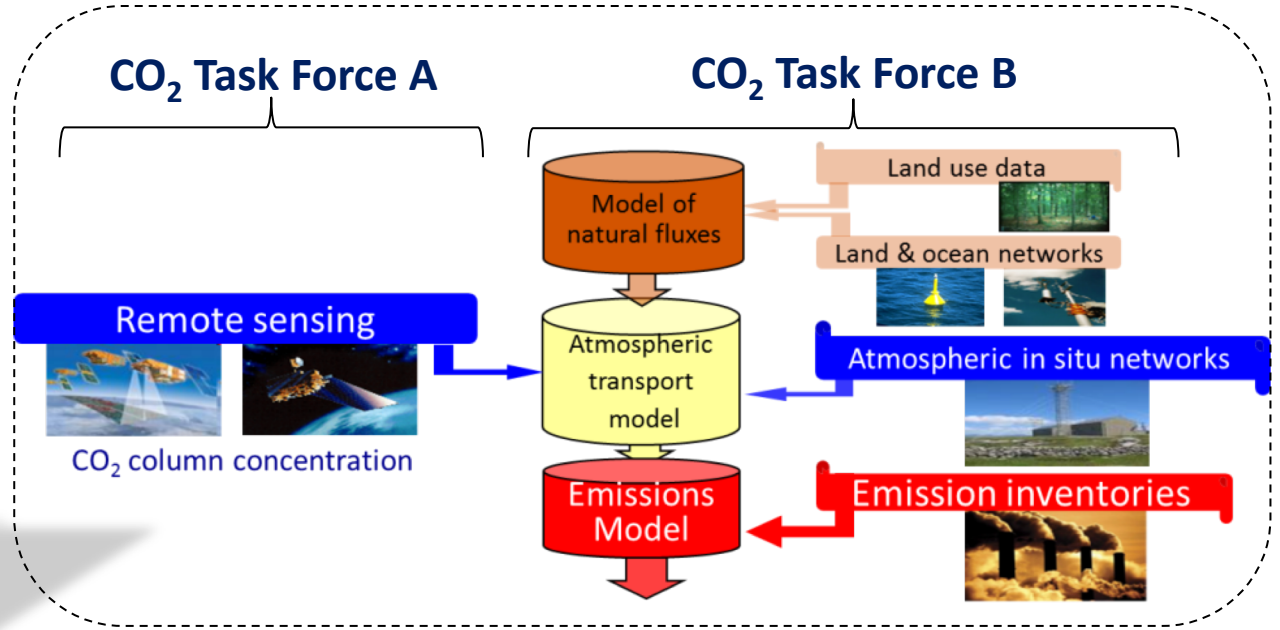 CO₂ Task Force A
CO₂ Task Force B
Model of
natural fluxes
Land use data
Land & ocean networks
Remote sensing
CO₂ column concentration
Atmospheric
transport
model
Atmospheric in situ networks
Emissions
Model
Emission inventories